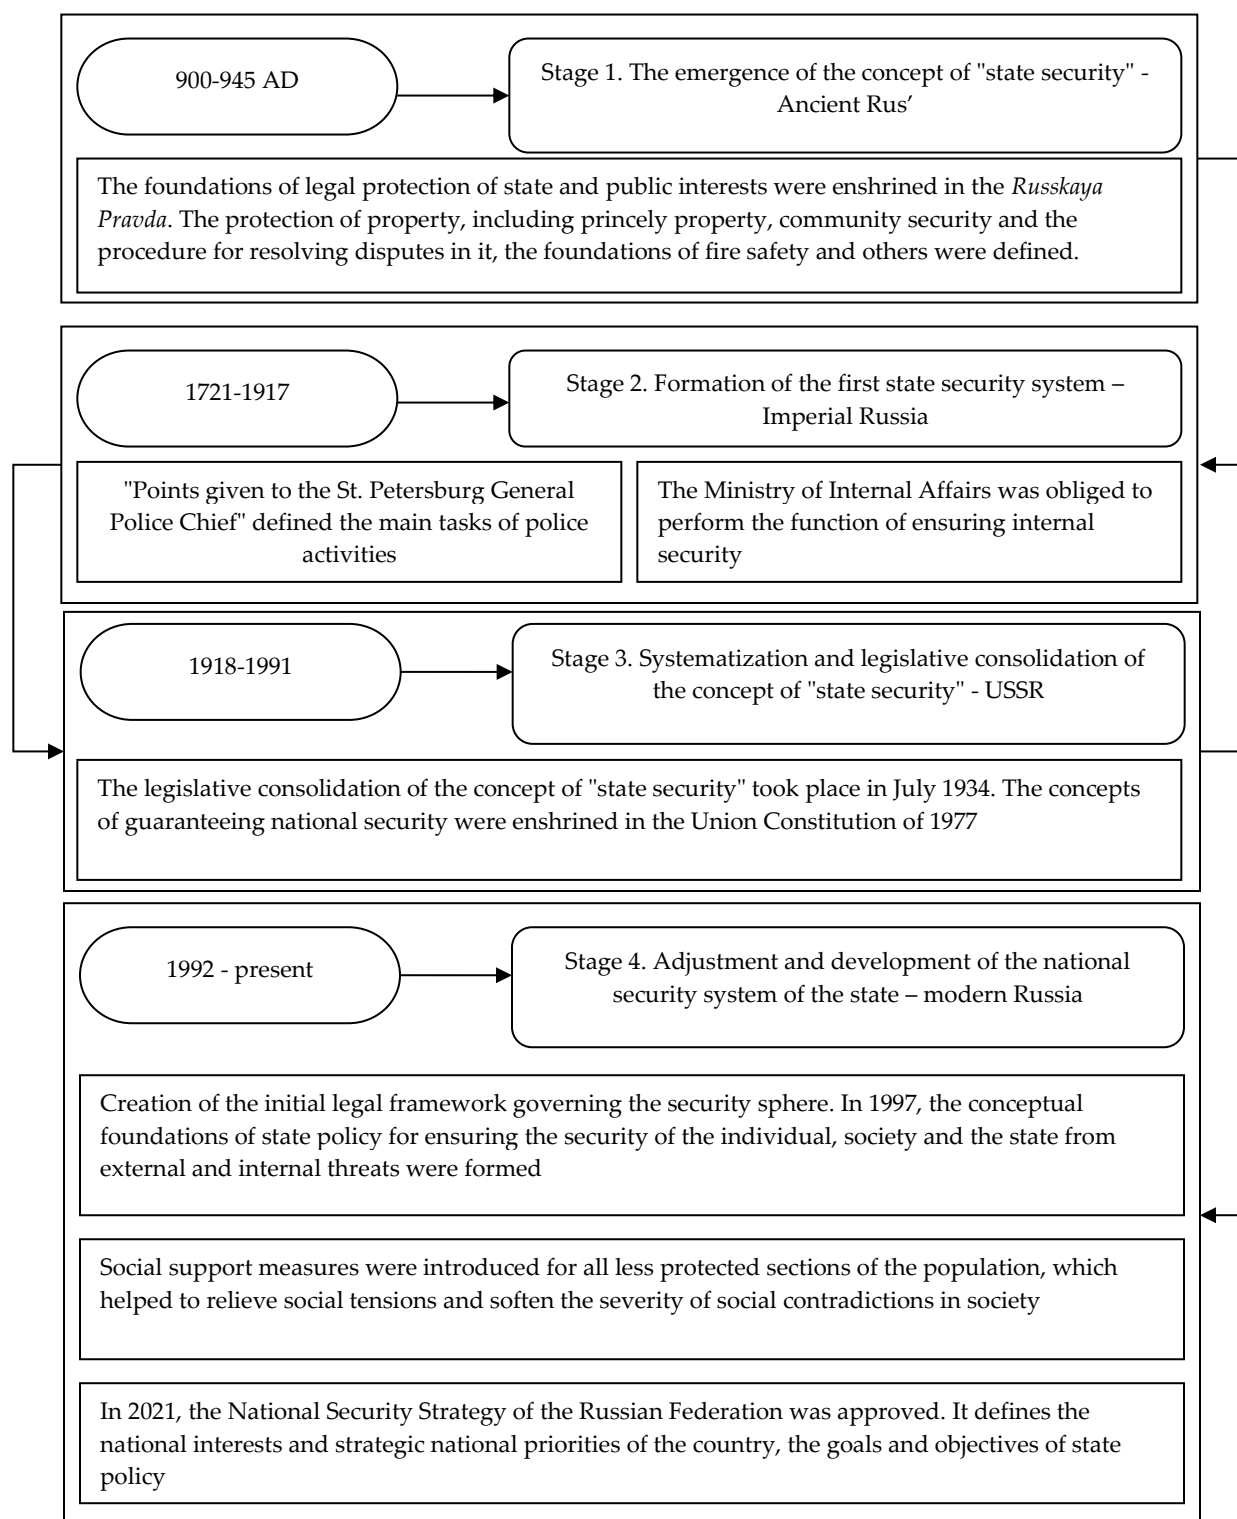 900-945 AD
Stage 1. The emergence of the concept of "state security" -
Ancient Rus’
The foundations of legal protection of state and public interests were enshrined in the Russkaya
Pravda. The protection of property, including princely property, community security and the
procedure for resolving disputes in it, the foundations of fire safety and others were defined.
1721-1917
Stage 2. Formation of the first state security system –
Imperial Russia
"Points given to the St. Petersburg General
Police Chief" defined the main tasks of police
activities
The Ministry of Internal Affairs was obliged to
perform the function of ensuring internal
security
1918-1991
Stage 3. Systematization and legislative consolidation of
the concept of "state security" - USSR
The legislative consolidation of the concept of "state security" took place in July 1934. The concepts
of guaranteeing national security were enshrined in the Union Constitution of 1977
1992 - present
Stage 4. Adjustment and development of the national
security system of the state – modern Russia
Creation of the initial legal framework governing the security sphere. In 1997, the conceptual
foundations of state policy for ensuring the security of the individual, society and the state from
external and internal threats were formed
Social support measures were introduced for all less protected sections of the population, which
helped to relieve social tensions and soften the severity of social contradictions in society
In 2021, the National Security Strategy of the Russian Federation was approved. It defines the
national interests and strategic national priorities of the country, the goals and objectives of state
policy